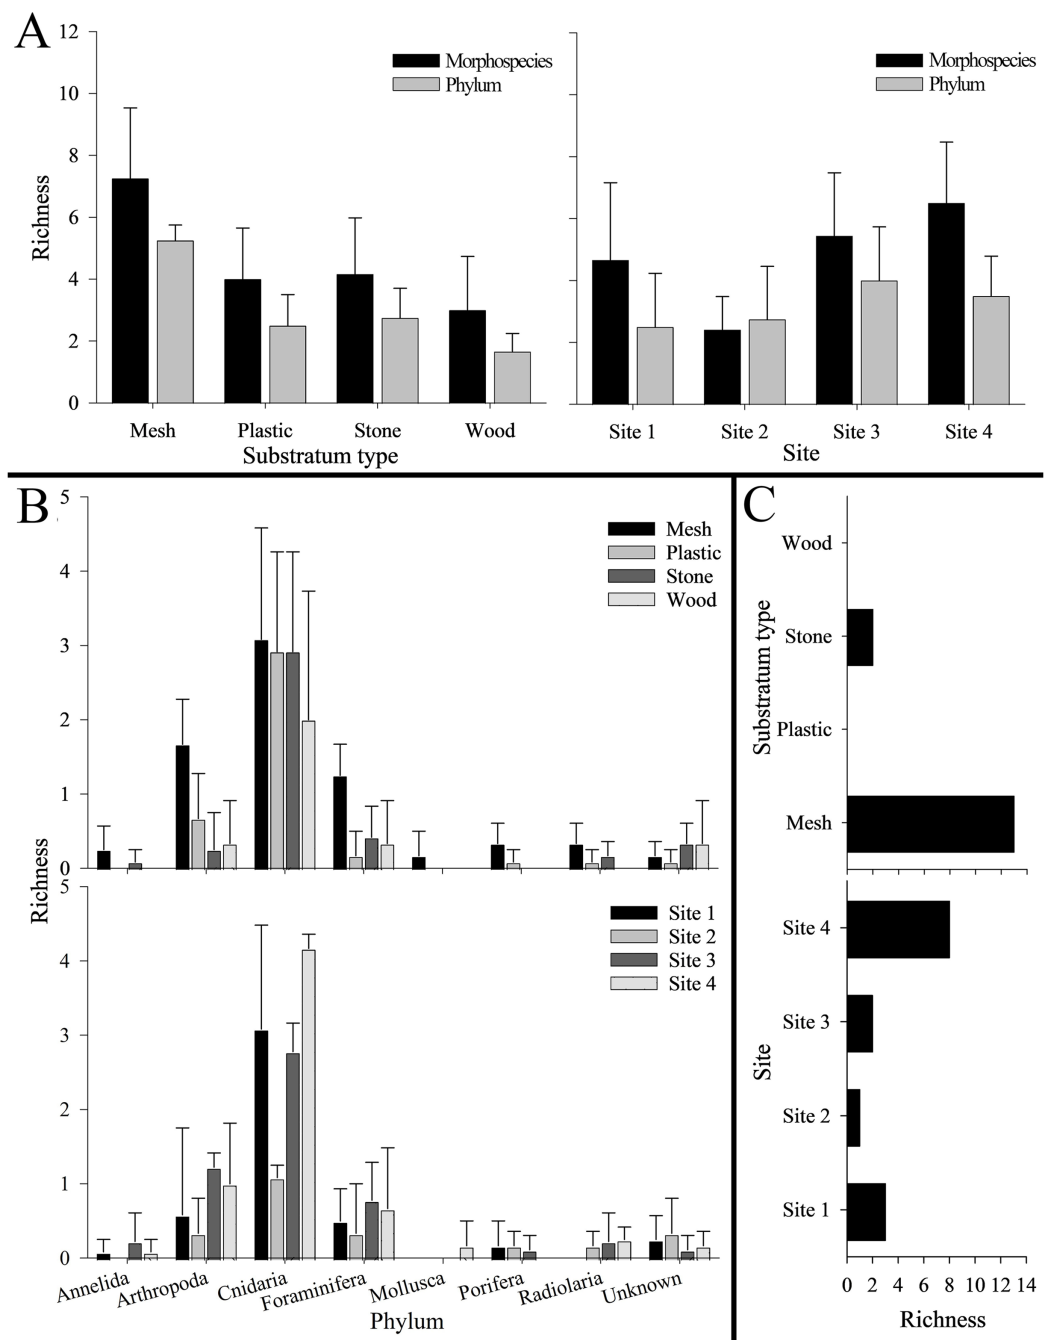 A
12
10
8
6
4
2
0
Richness
Morphospecies
Phylum
Mesh
Plastic
Stone
Wood
Substratum type
Morphospecies
Phylum
Site 1
Site 2
Site 3
Site 4
Site
B
5
4
3
2
1
0
Mesh
Plastic
Stone
Wood
Richness
5
4
3
2
1
0
Site 1
Site 2
Site 3
Site 4
Annelida
Arthropoda
Cnidaria
Foraminifera
Mollusca
Porifera
Radiolaria
Unknown
Phylum
C
Substratum type
Wood
Stone
Plastic
Mesh
Site
Site 4
Site 3
Site 2
Site 1
0 2 4 6 8 10 12 14
Richness